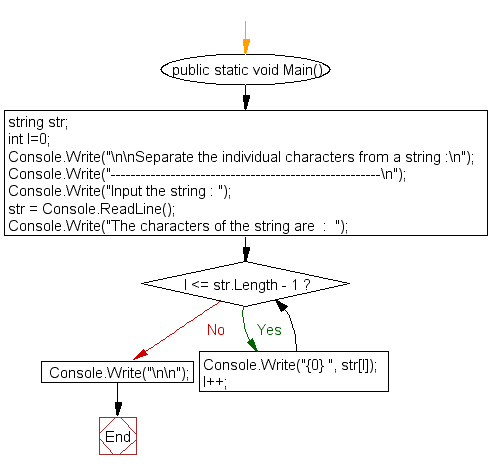 public static void Main()
string str;
int l=0;
Console.Write("\n\nSeparate the individual characters from a string :\n");
Console.Write("------------------------------------------------------\n");
Console.Write("Input the string : ");
str = Console.ReadLine();
Console.Write("The characters of the string are  :  ");
l <= str.Length - 1 ?
No
Yes
Console.Write("\n\n");
Console.Write("{0} ", str[l]);
l++;
End